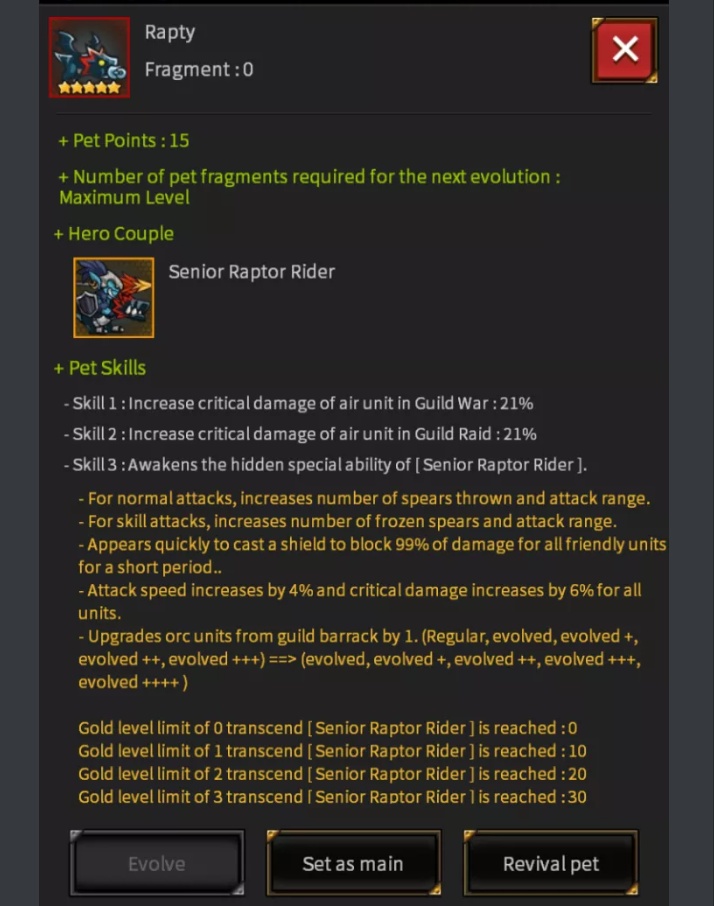 Rapty
Fragment : 0
+ Pet Points : 15
+ Number of pet fragments required for the next evolution :
Maximum Level
+ Hero Couple
Senior Raptor Rider
+ Pet Skills
- Skill 1 : Increase critical damage of air unit in Guild War : 21%
- Skill 2 : Increase critical damage of air unit in Guild Raid : 21%
- Skill 3 : Awakens the hidden special ability of [ Senior Raptor Rider ].
- For normal attacks, increases number of spears thrown and attack range.
- For skill attacks, increases number of frozen spears and attack range.
- Appears quickly to cast a shield to block 99% of damage for all friendly units
for a short period..
- Attack speed increases by 4% and critical damage increases by 6% for all
units.
- Upgrades orc units from guild barrack by 1. (Regular, evolved, evolved +,
evolved ++, evolved +++) ==> (evolved, evolved +, evolved ++, evolved +++,
evolved ++++ )
Gold level limit of 0 transcend [ Senior Raptor Rider ] is reached : 0
Gold level limit of 1 transcend [ Senior Raptor Rider ] is reached : 10
Gold level limit of 2 transcend [ Senior Raptor Rider ] is reached : 20
Gold level limit of 3 transcend [ Senior Raptor Rider ] is reached : 30
Evolve
Set as main
Revival pet